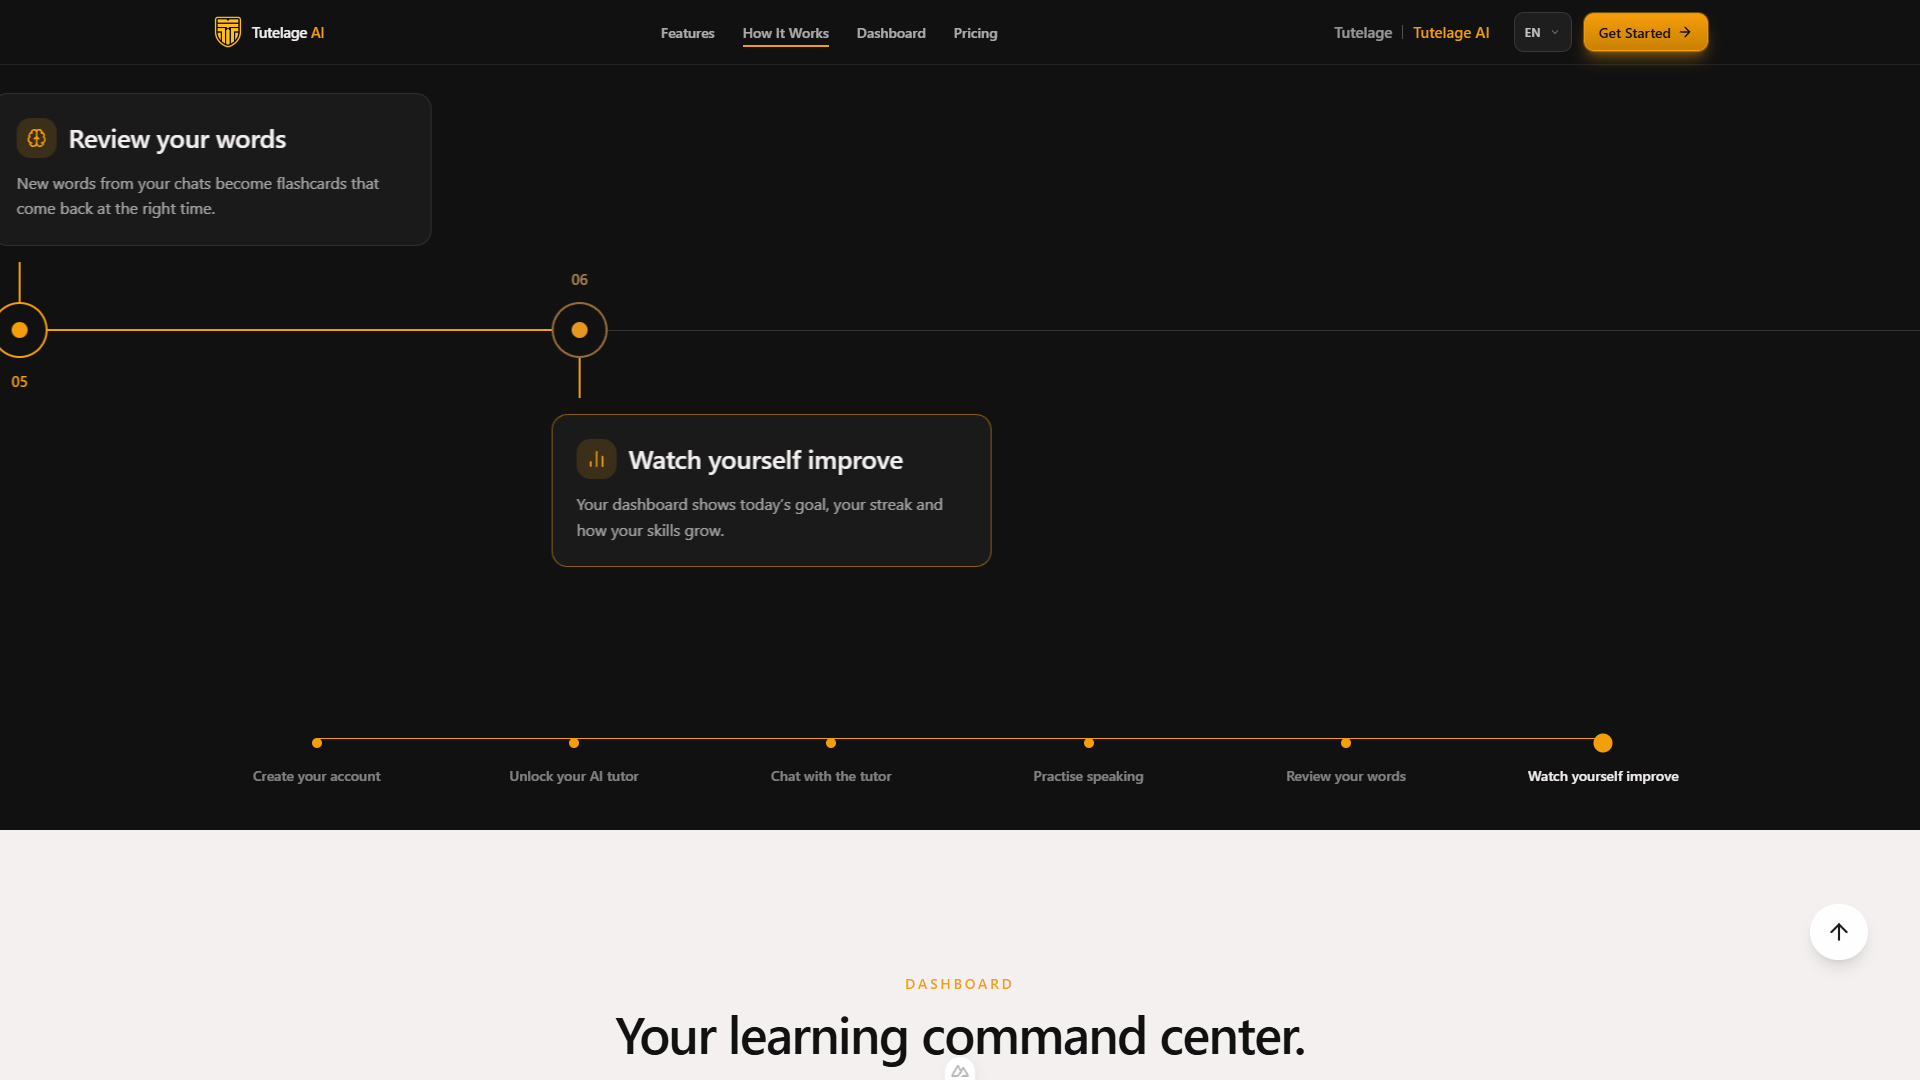 Tutelage AI
Features
How It Works
Dashboard
Pricing
Tutelage
Tutelage AI
EN
Get Started
Review your words
New words from your chats become flashcards that
come back at the right time.
06
05
Watch yourself improve
Your dashboard shows today’s goal, your streak and
how your skills grow.
Create your account
Unlock your AI tutor
Chat with the tutor
Practise speaking
Review your words
Watch yourself improve
DASHBOARD
Your learning command center.